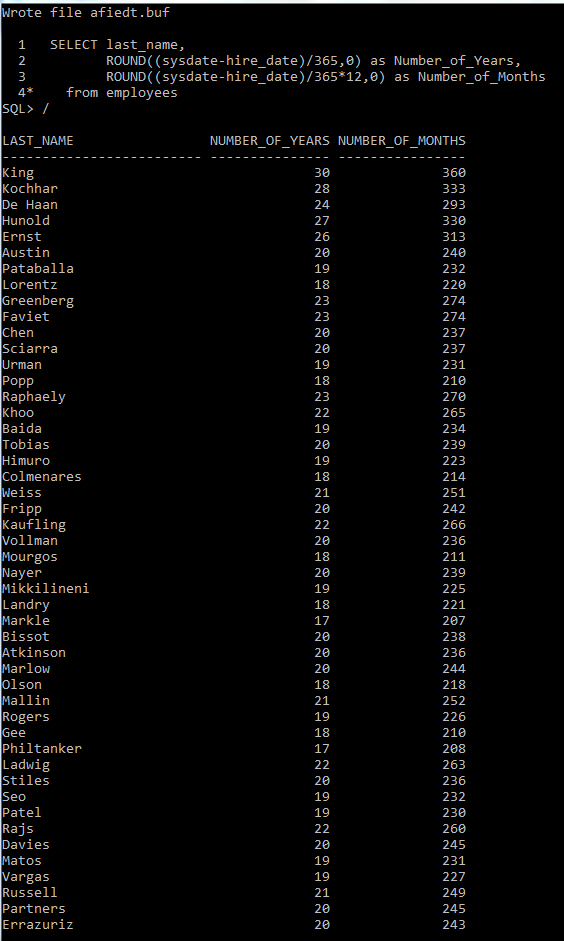 Wrote file afiedt.buf
  1   SELECT last_name,
  2          ROUND((sysdate-hire_date)/365,0) as Number_of_Years,
  3          ROUND((sysdate-hire_date)/365*12,0) as Number_of_Months
  4*    from employees
SQL> /
LAST_NAME                 NUMBER_OF_YEARS NUMBER_OF_MONTHS
------------------------- --------------- ----------------
King                                   30              360
Kochhar                                28              333
De Haan                                24              293
Hunold                                 27              330
Ernst                                  26              313
Austin                                 20              240
Pataballa                              19              232
Lorentz                                18              220
Greenberg                              23              274
Faviet                                 23              274
Chen                                   20              237
Sciarra                                20              237
Urman                                  19              231
Popp                                   18              210
Raphaely                               23              270
Khoo                                   22              265
Baida                                  19              234
Tobias                                 20              239
Himuro                                 19              223
Colmenares                             18              214
Weiss                                  21              251
Fripp                                  20              242
Kaufling                               22              266
Vollman                                20              236
Mourgos                                18              211
Nayer                                  20              239
Mikkilineni                            19              225
Landry                                 18              221
Markle                                 17              207
Bissot                                 20              238
Atkinson                               20              236
Marlow                                 20              244
Olson                                  18              218
Mallin                                 21              252
Rogers                                 19              226
Gee                                    18              210
Philtanker                             17              208
Ladwig                                 22              263
Stiles                                 20              236
Seo                                    19              232
Patel                                  19              230
Rajs                                   22              260
Davies                                 20              245
Matos                                  19              231
Vargas                                 19              227
Russell                                21              249
Partners                               20              245
Errazuriz                              20              243